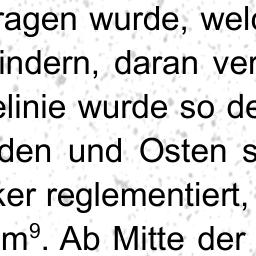 ragen wurde, welc
indern, daran ver
elinie wurde so de
den und Osten s
ker reglementiert,
m⁹. Ab Mitte der